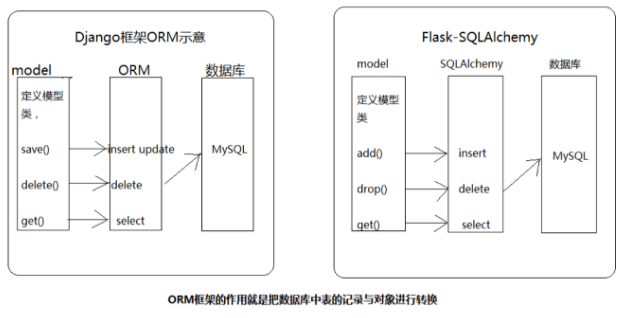 Django框架ORM示意
model ORM 数据库
定义模型
类，
save() insert update MySQL
delete() delete
get() select
Flask-SQLAlchemy
model SQLAlchemy 数据库
定义模型
类
add() insert MySQL
drop() delete
get() select
ORM框架的作用就是把数据库中表的记录与对象进行转换